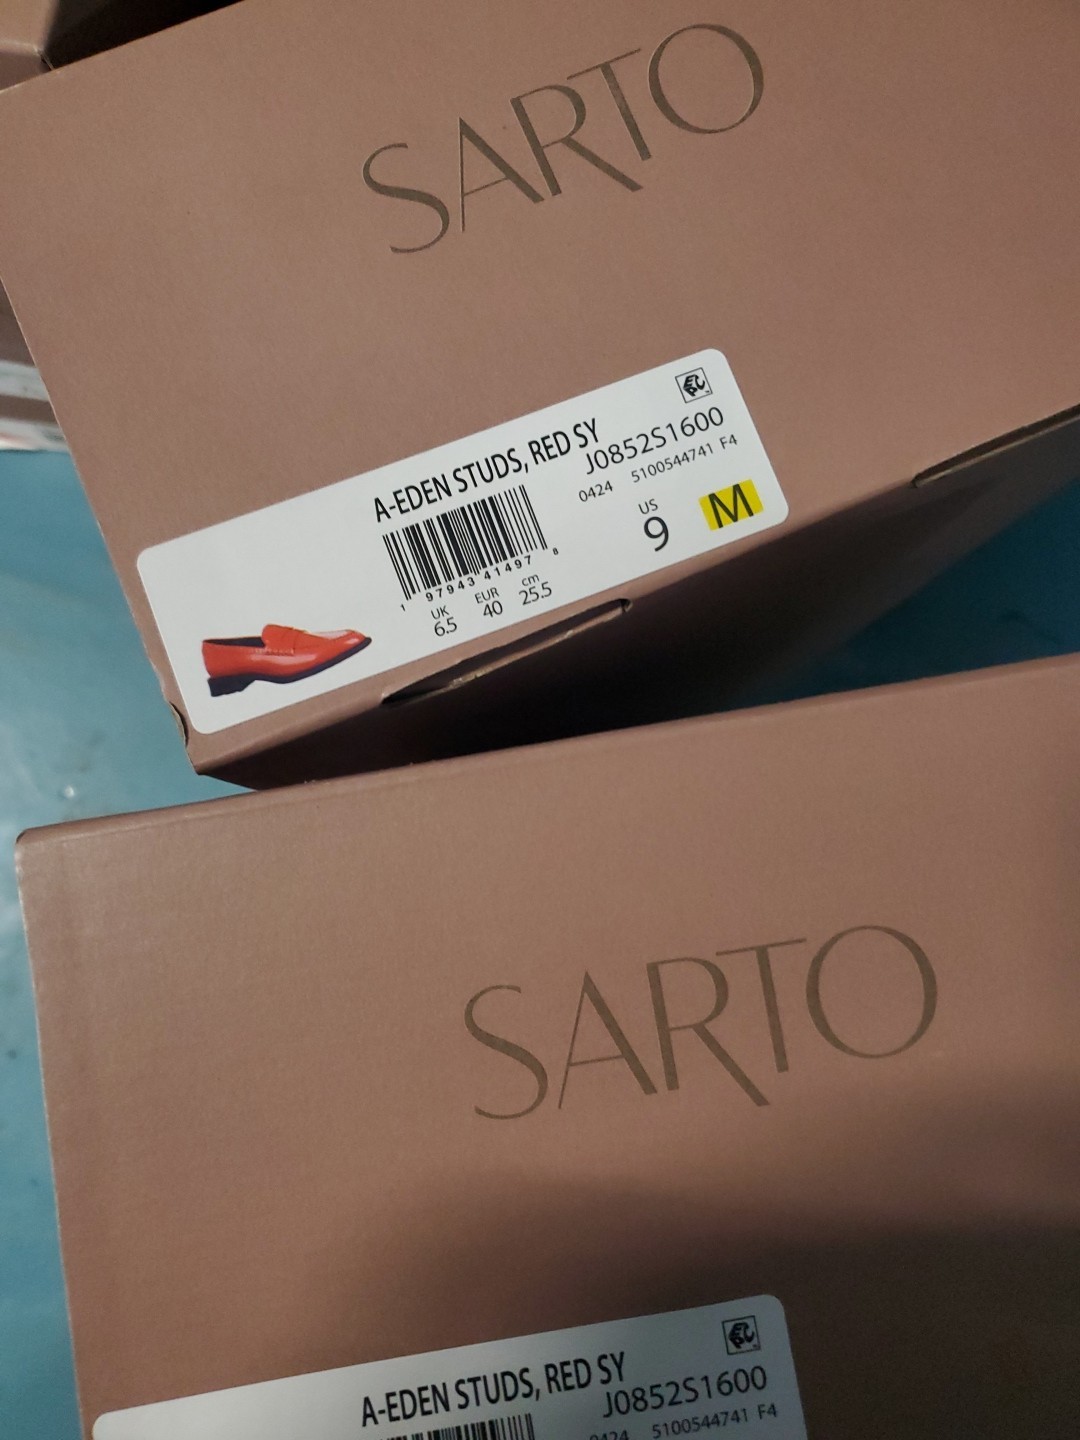 SARTO
A-EDEN STUDS, RED SY
J0852S1600
0424 5100544741 F4
US
9 M
1 97943 41497 8
UK EUR cm
6.5 40 25.5
SARTO
A-EDEN STUDS, RED SY
J0852S1600
0424 5100544741 F4